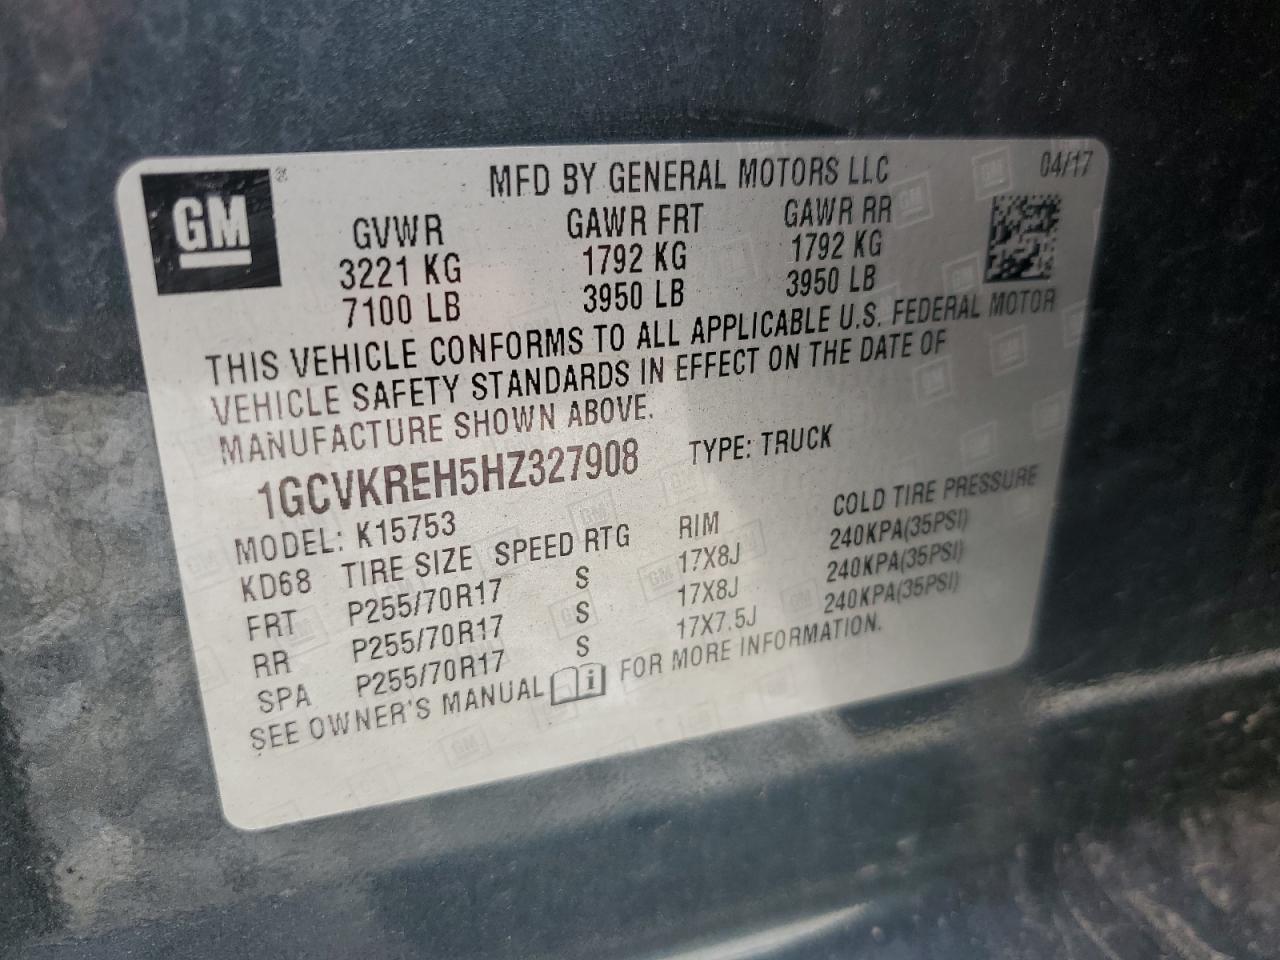 GM ®
MFD BY GENERAL MOTORS LLC 04/17
GVWR GAWR FRT GAWR RR
3221 KG 1792 KG 1792 KG
7100 LB 3950 LB 3950 LB
THIS VEHICLE CONFORMS TO ALL APPLICABLE U.S. FEDERAL MOTOR
VEHICLE SAFETY STANDARDS IN EFFECT ON THE DATE OF
MANUFACTURE SHOWN ABOVE.
1GCVKREH5HZ327908 TYPE: TRUCK
MODEL: K15753
KD68 TIRE SIZE SPEED RTG RIM COLD TIRE PRESSURE
FRT P255/70R17 S 17X8J 240KPA(35PSI)
RR P255/70R17 S 17X8J 240KPA(35PSI)
SPA P255/70R17 S 17X7.5J 240KPA(35PSI)
SEE OWNER'S MANUAL i FOR MORE INFORMATION.